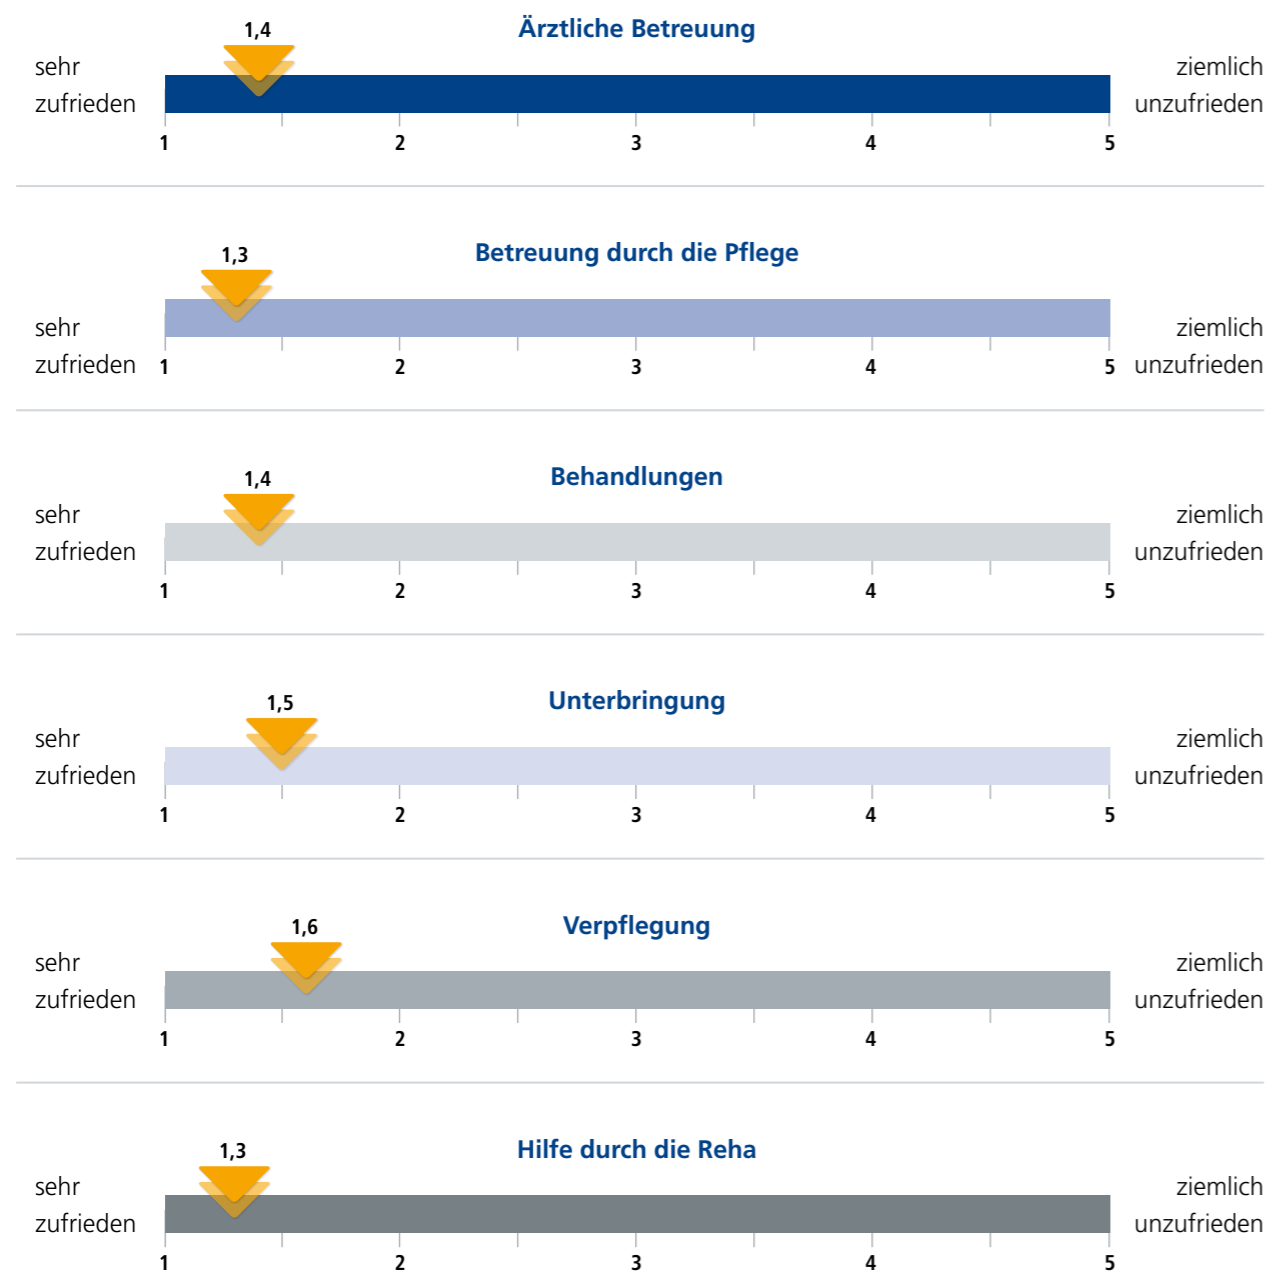 Ärztliche Betreuung
1,4
sehr
zufrieden
ziemlich
unzufrieden
1 2 3 4 5
Betreuung durch die Pflege
1,3
sehr
zufrieden
ziemlich
unzufrieden
1 2 3 4 5
Behandlungen
1,4
sehr
zufrieden
ziemlich
unzufrieden
1 2 3 4 5
Unterbringung
1,5
sehr
zufrieden
ziemlich
unzufrieden
1 2 3 4 5
Verpflegung
1,6
sehr
zufrieden
ziemlich
unzufrieden
1 2 3 4 5
Hilfe durch die Reha
1,3
sehr
zufrieden
ziemlich
unzufrieden
1 2 3 4 5